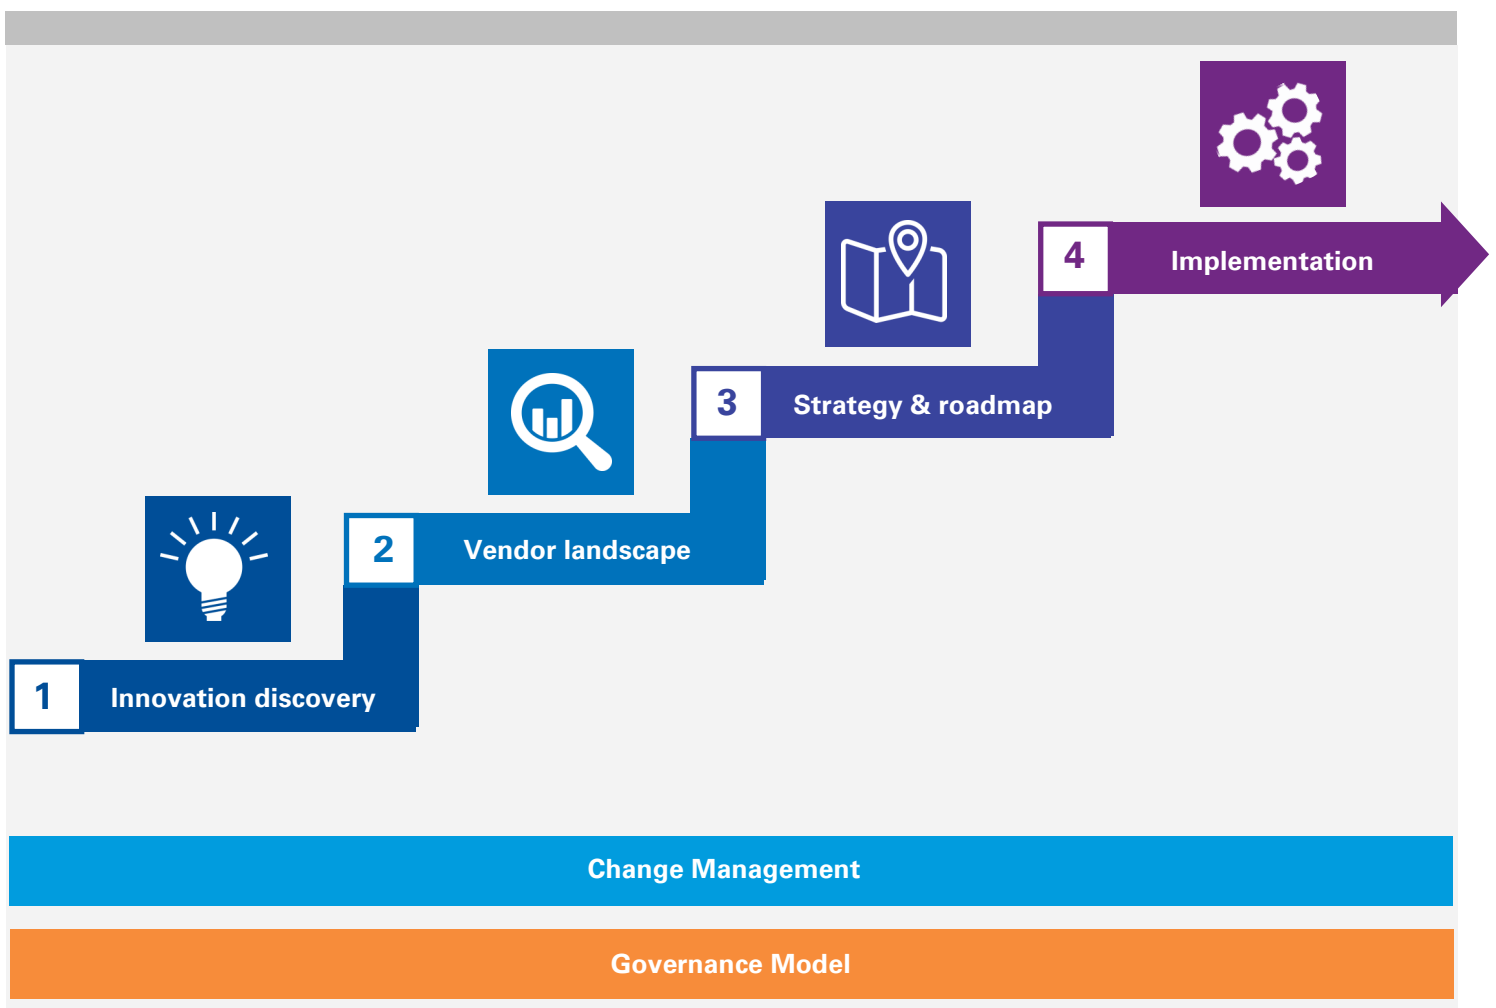 4
Implementation
3
Strategy & roadmap
2
Vendor landscape
1
Innovation discovery
Change Management
Governance Model